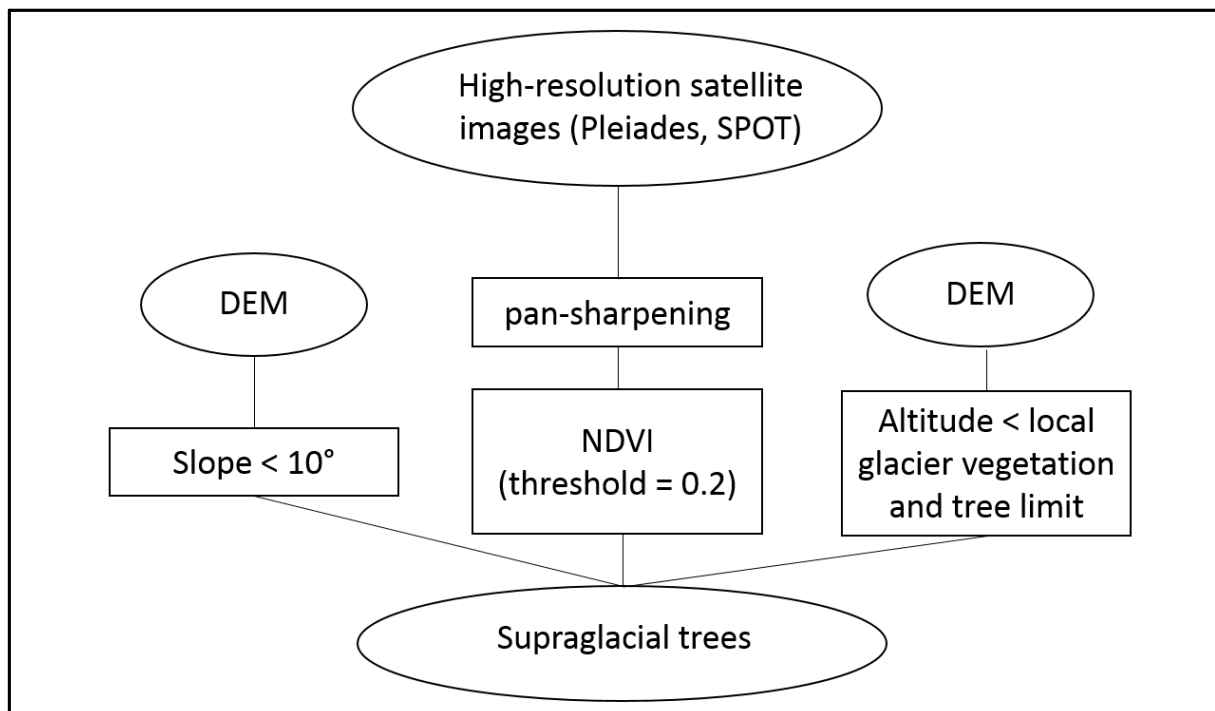 High-resolution satellite
images (Pleiades, SPOT)
DEM
pan-sharpening
DEM
Slope < 10°
NDVI
(threshold = 0.2)
Altitude < local
glacier vegetation
and tree limit
Supraglacial trees